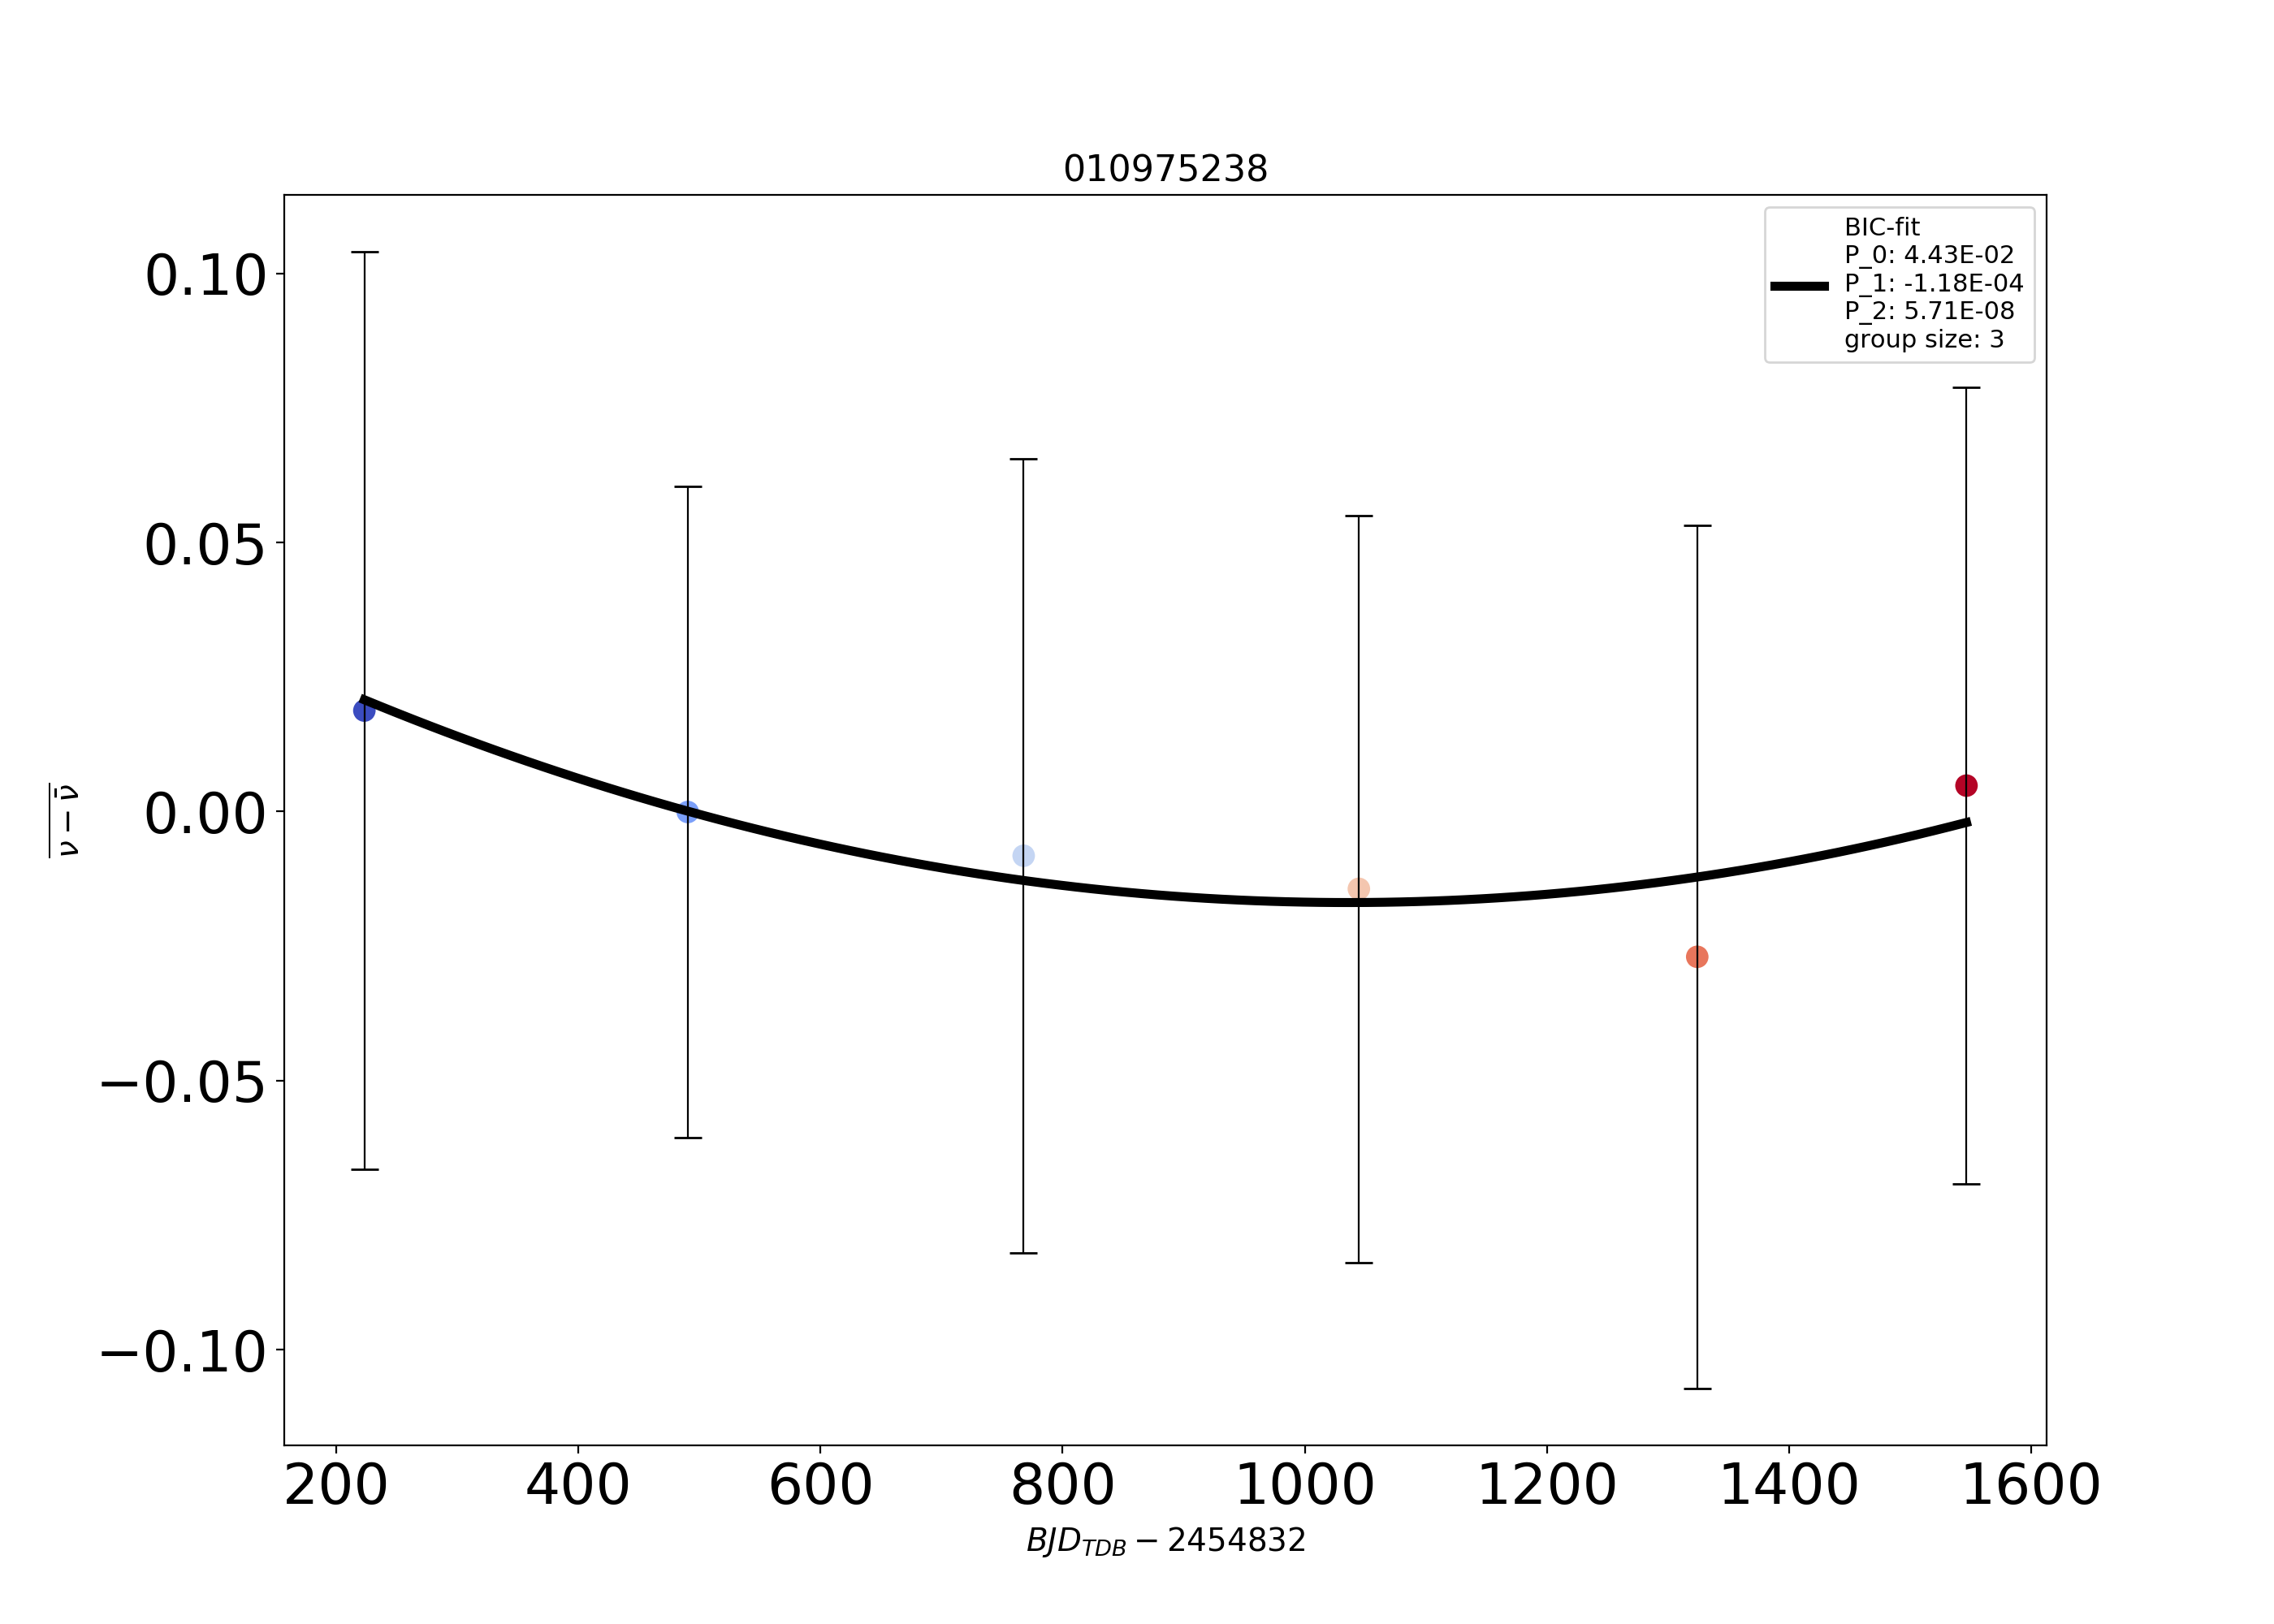 010975238
BIC-fit
P_0: 4.43E-02
P_1: -1.18E-04
P_2: 5.71E-08
group size: 3
0.10
0.05
0.00
−0.05
−0.10
ν − ν̄
200 400 600 800 1000 1200 1400 1600
BJD_TDB − 2454832